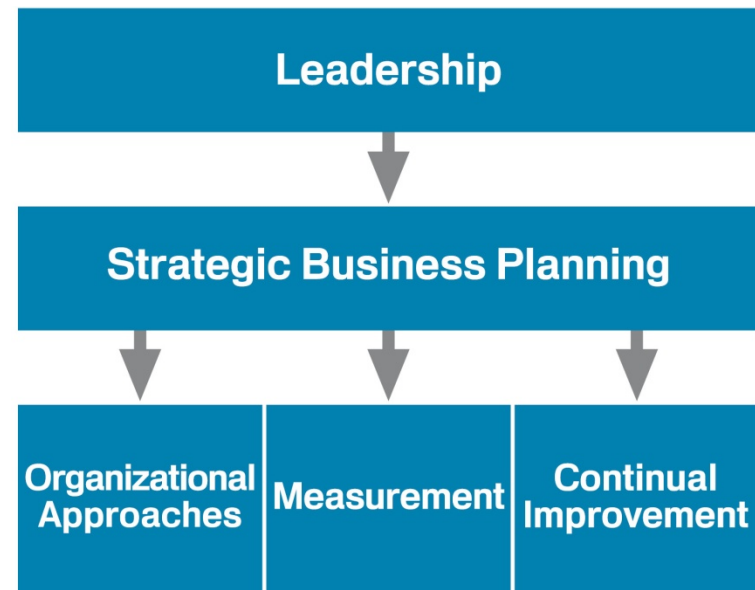 Leadership
Strategic Business Planning
Organizational
Approaches
Measurement
Continual
Improvement